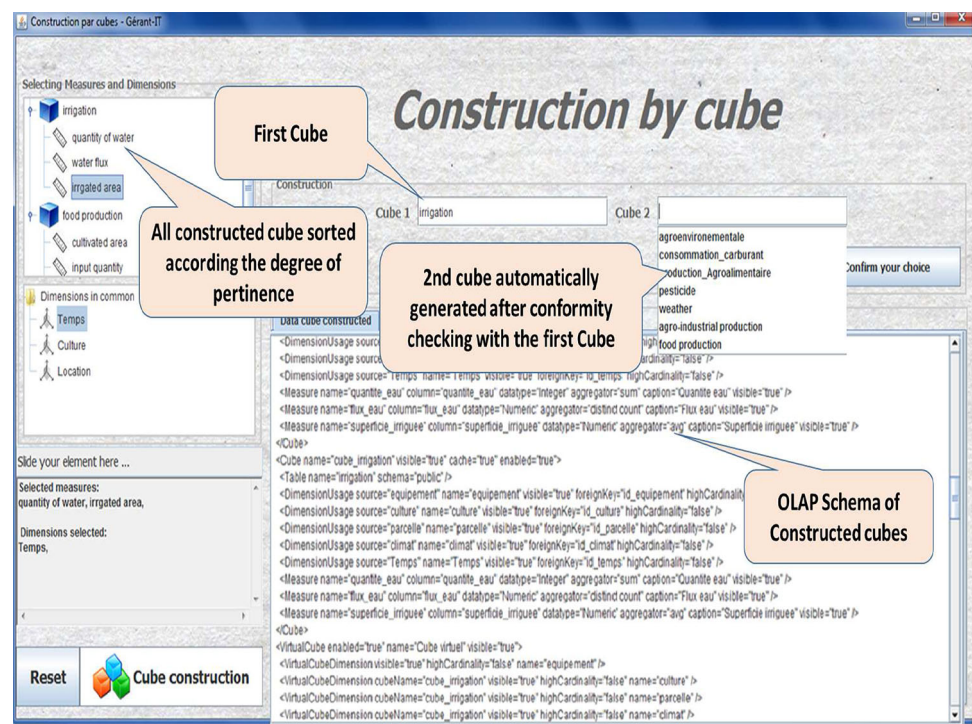 Construction par cubes - Gérant-IT
Construction by cube
Selecting Measures and Dimensions
irrigation
quantity of water
water flux
irrgated area
food production
cultivated area
input quantity
First Cube
All constructed cube sorted
according the degree of
pertinence
Construction
Cube 1
irrigation
Cube 2
agroenvironementale
consommation_carburant
production_Agroalimentaire
pesticide
weather
agro-industrial production
food production
2nd cube automatically
generated after conformity
checking with the first Cube
Confirm your choice
Dimensions in common
Temps
Culture
Location
Slide your element here ...
Selected measures:
quantity of water, irrgated area,
Dimensions selected:
Temps,
Reset
Cube construction
Data cube constructed
<DimensionUsage
<DimensionUsage
<DimensionUsage source="Temps" name="Temps" visible="true" foreignKey="id_temps" highCardinality="false" />
<Measure name="quantite_eau" column="quantite_eau" datatype="Integer" aggregator="sum" caption="Quantite eau" visible="true" />
<Measure name="flux_eau" column="flux_eau" datatype="Numeric" aggregator="distind count" caption="Flux eau" visible="true" />
<Measure name="superficie_irriguee" column="superficie_irriguee" datatype="Numeric" aggregator="avg" caption="Superficie irriguee" visible="true" />
</Cube>
<Cube name="cube_irrigation" visible="true" cache="true" enabled="true">
<Table name="irrigation" schema="public" />
<DimensionUsage source="equipement" name="equipement" visible="true" foreignKey="id_equipement" highCardinality
<DimensionUsage source="culture" name="culture" visible="true" foreignKey="id_culture" highCardinality="false" />
<DimensionUsage source="parcelle" name="parcelle" visible="true" foreignKey="id_parcelle" highCardinality="false" />
<DimensionUsage source="climat" name="climat" visible="true" foreignKey="id_climat" highCardinality="false" />
<DimensionUsage source="Temps" name="Temps" visible="true" foreignKey="id_temps" highCardinality="false" />
<Measure name="quantite_eau" column="quantite_eau" datatype="Integer" aggregator="sum" caption="Quantite eau" visible="true" />
<Measure name="flux_eau" column="flux_eau" datatype="Numeric" aggregator="distind count" caption="Flux eau" visible="true" />
<Measure name="superficie_irriguee" column="superficie_irriguee" datatype="Numeric" aggregator="avg" caption="Superficie irriguee" visible="true" />
</Cube>
<VirtualCube enabled="true" name="Cube virtuel" visible="true">
<VirtualCubeDimension visible="true" highCardinality="false" name="equipement" />
<VirtualCubeDimension cubeName="cube_irrigation" visible="true" highCardinality="false" name="culture" />
<VirtualCubeDimension cubeName="cube_irrigation" visible="true" highCardinality="false" name="parcelle" />
<VirtualCubeDimension cubeName="cube_irrigation" visible="true" highCardinality="false" name="climat" />
OLAP Schema of
Constructed cubes